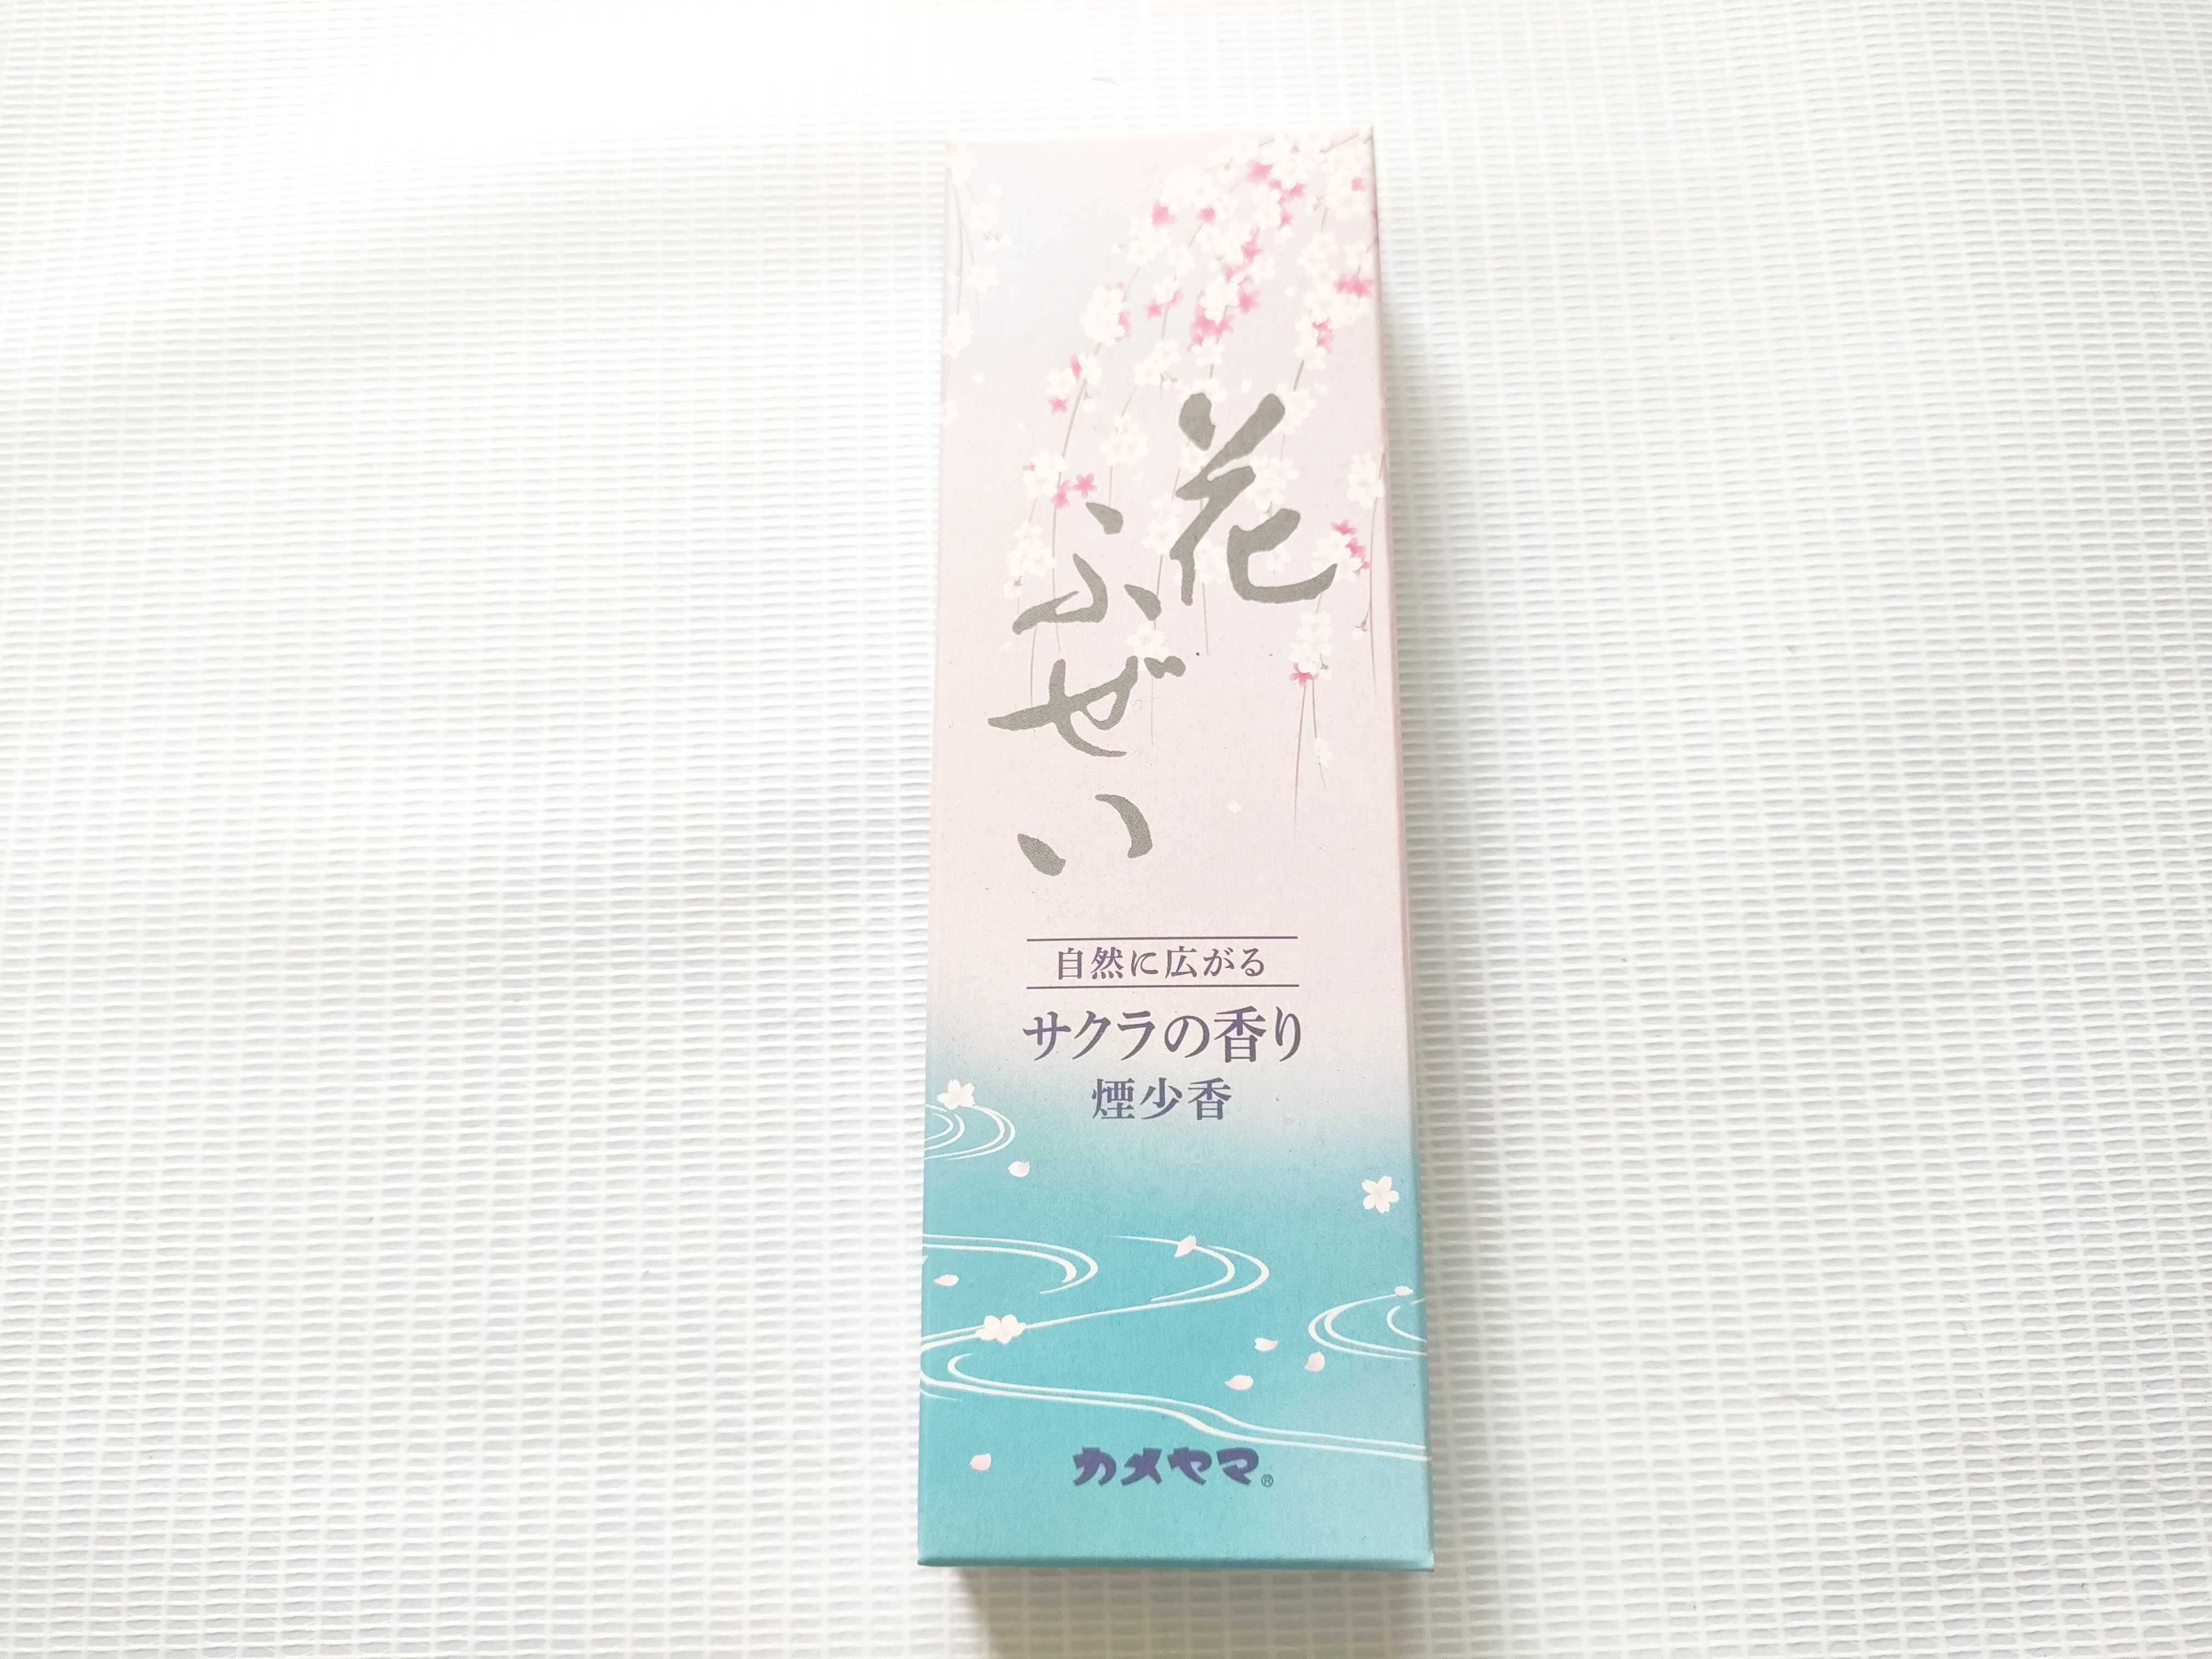 花
ふぜい
自然に広がる
サクラの香り
煙少香
カメヤマ®